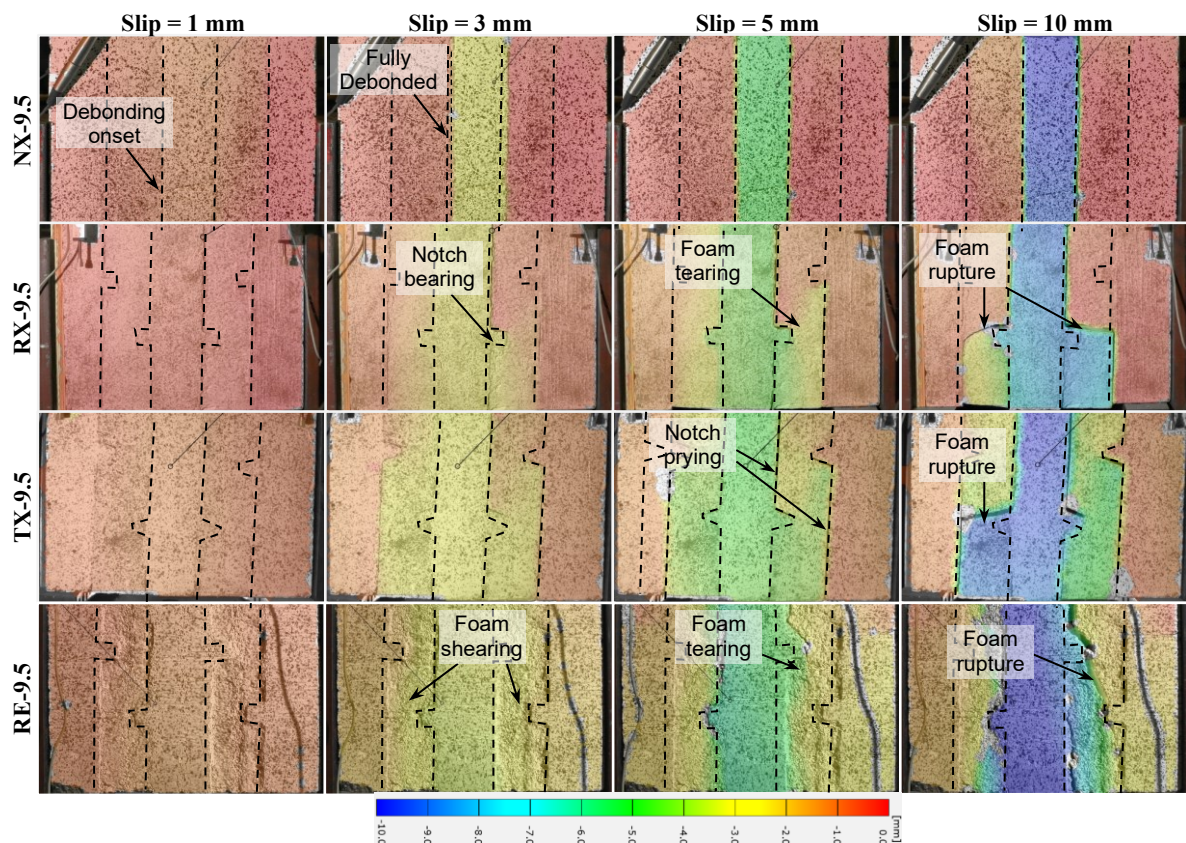 Slip = 1 mm Slip = 3 mm Slip = 5 mm Slip = 10 mm
NX-9.5
Debonding
onset
Fully
Debonded
RX-9.5
Notch
bearing
Foam
tearing
Foam
rupture
TX-9.5
Notch
prying
Foam
rupture
RE-9.5
Foam
shearing
Foam
tearing
Foam
rupture
[mm]
-10.0 -9.0 -8.0 -7.0 -6.0 -5.0 -4.0 -3.0 -2.0 -1.0 0.0